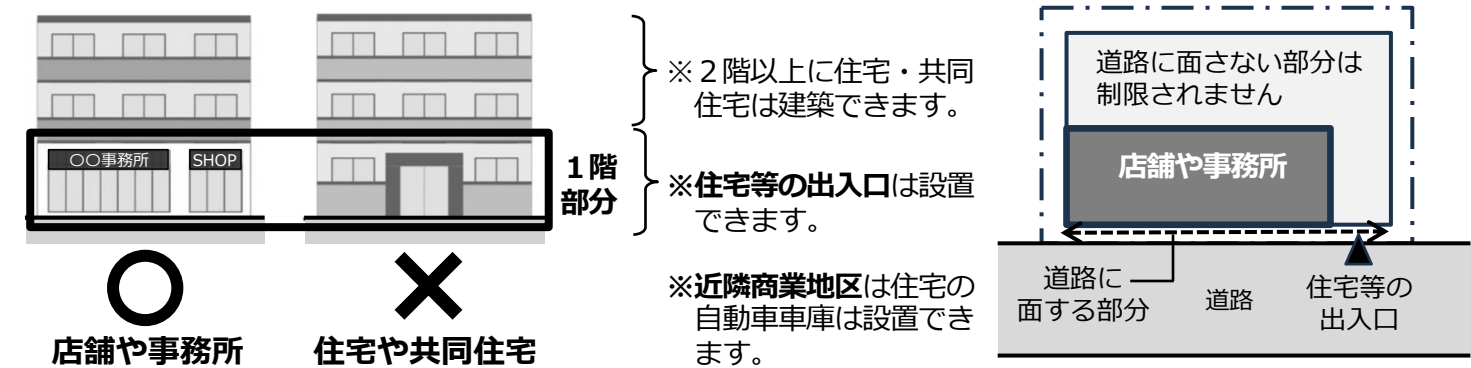 〇〇事務所
SHOP
店舗や事務所
住宅や共同住宅
1階
部分
※２階以上に住宅・共同
住宅は建築できます。
※住宅等の出入口は設置
できます。
※近隣商業地区は住宅の
自動車車庫は設置でき
ます。
道路に面さない部分は
制限されません
店舗や事務所
道路に
面する部分
道路
住宅等の
出入口